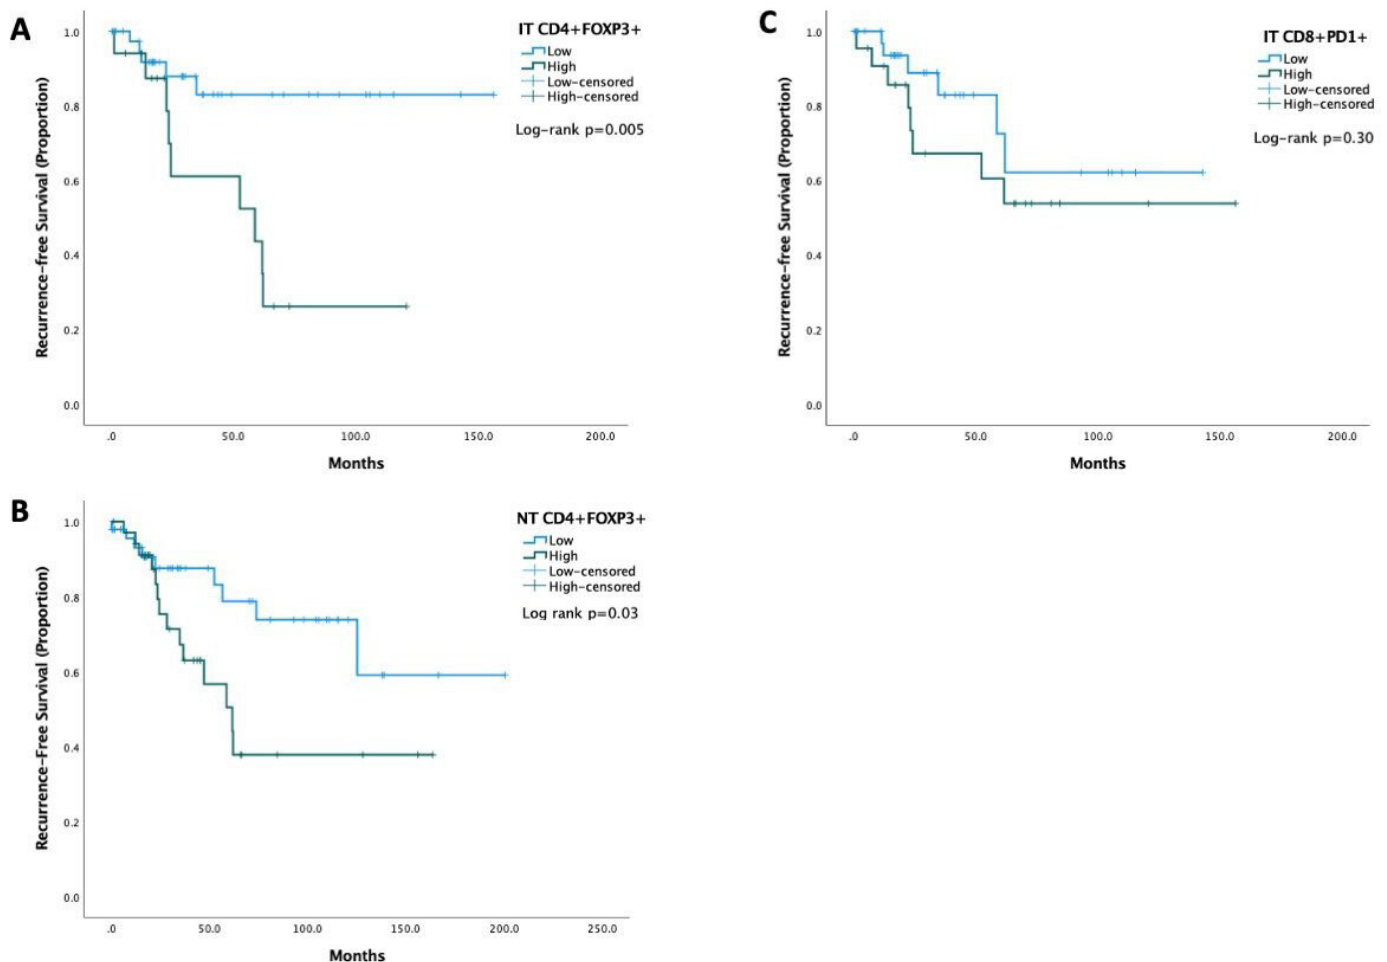 A
IT CD4+FOXP3+
Low
High
Low-censored
High-censored
Log-rank p=0.005
Recurrence-free Survival (Proportion)
1.0
0.8
0.6
0.4
0.2
0.0
.0 50.0 100.0 150.0 200.0
Months
C
IT CD8+PD1+
Low
High
Low-censored
High-censored
Log-rank p=0.30
Recurrence-free Survival (Proportion)
1.0
0.8
0.6
0.4
0.2
0.0
.0 50.0 100.0 150.0 200.0
Months
B
NT CD4+FOXP3+
Low
High
Low-censored
High-censored
Log rank p=0.03
Recurrence-Free Survival (Proportion)
1.0
0.8
0.6
0.4
0.2
0.0
.0 50.0 100.0 150.0 200.0 250.0
Months